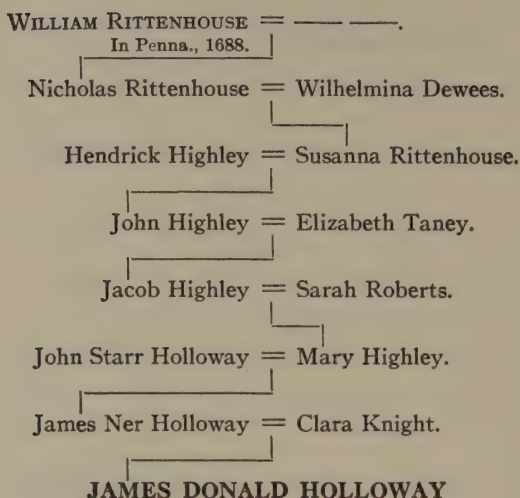 WILLIAM RITTENHOUSE = —— ——.
In Penna., 1688.
Nicholas Rittenhouse = Wilhelmina Dewees.
Hendrick Highley = Susanna Rittenhouse.
John Highley = Elizabeth Taney.
Jacob Highley = Sarah Roberts.
John Starr Holloway = Mary Highley.
James Ner Holloway = Clara Knight.
JAMES DONALD HOLLOWAY